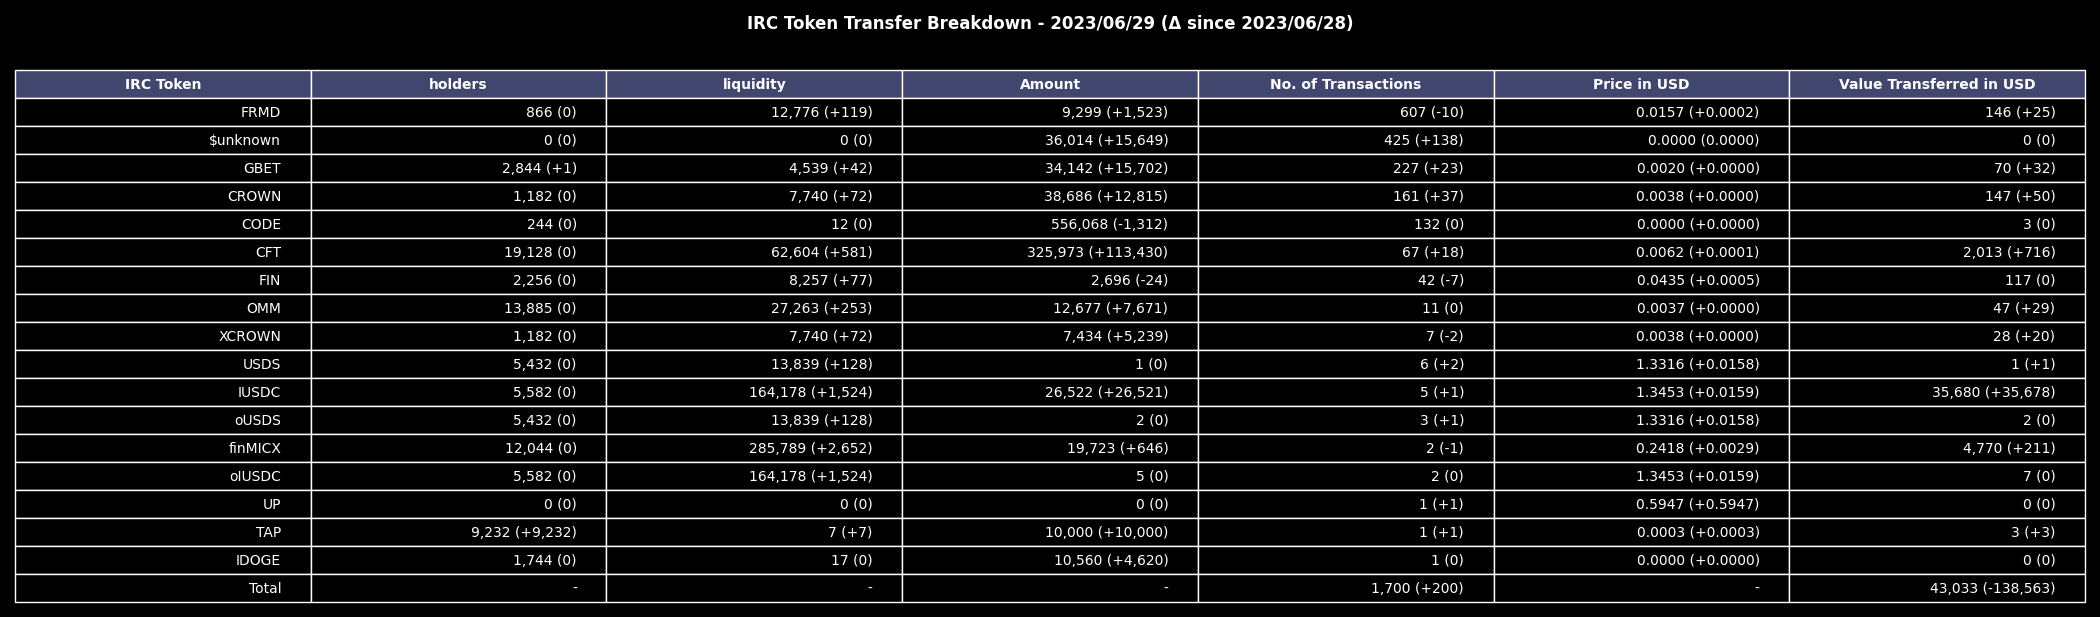 IRC Token Transfer Breakdown - 2023/06/29 (Δ since 2023/06/28)
IRC Token holders liquidity Amount No. of Transactions Price in USD Value Transferred in USD
FRMD 866 (0) 12,776 (+119) 9,299 (+1,523) 607 (-10) 0.0157 (+0.0002) 146 (+25)
$unknown 0 (0) 0 (0) 36,014 (+15,649) 425 (+138) 0.0000 (0.0000) 0 (0)
GBET 2,844 (+1) 4,539 (+42) 34,142 (+15,702) 227 (+23) 0.0020 (+0.0000) 70 (+32)
CROWN 1,182 (0) 7,740 (+72) 38,686 (+12,815) 161 (+37) 0.0038 (+0.0000) 147 (+50)
CODE 244 (0) 12 (0) 556,068 (-1,312) 132 (0) 0.0000 (+0.0000) 3 (0)
CFT 19,128 (0) 62,604 (+581) 325,973 (+113,430) 67 (+18) 0.0062 (+0.0001) 2,013 (+716)
FIN 2,256 (0) 8,257 (+77) 2,696 (-24) 42 (-7) 0.0435 (+0.0005) 117 (0)
OMM 13,885 (0) 27,263 (+253) 12,677 (+7,671) 11 (0) 0.0037 (+0.0000) 47 (+29)
XCROWN 1,182 (0) 7,740 (+72) 7,434 (+5,239) 7 (-2) 0.0038 (+0.0000) 28 (+20)
USDS 5,432 (0) 13,839 (+128) 1 (0) 6 (+2) 1.3316 (+0.0158) 1 (+1)
IUSDC 5,582 (0) 164,178 (+1,524) 26,522 (+26,521) 5 (+1) 1.3453 (+0.0159) 35,680 (+35,678)
oUSDS 5,432 (0) 13,839 (+128) 2 (0) 3 (+1) 1.3316 (+0.0158) 2 (0)
finMICX 12,044 (0) 285,789 (+2,652) 19,723 (+646) 2 (-1) 0.2418 (+0.0029) 4,770 (+211)
oIUSDC 5,582 (0) 164,178 (+1,524) 5 (0) 2 (0) 1.3453 (+0.0159) 7 (0)
UP 0 (0) 0 (0) 0 (0) 1 (+1) 0.5947 (+0.5947) 0 (0)
TAP 9,232 (+9,232) 7 (+7) 10,000 (+10,000) 1 (+1) 0.0003 (+0.0003) 3 (+3)
IDOGE 1,744 (0) 17 (0) 10,560 (+4,620) 1 (0) 0.0000 (+0.0000) 0 (0)
Total - - - 1,700 (+200) - 43,033 (-138,563)